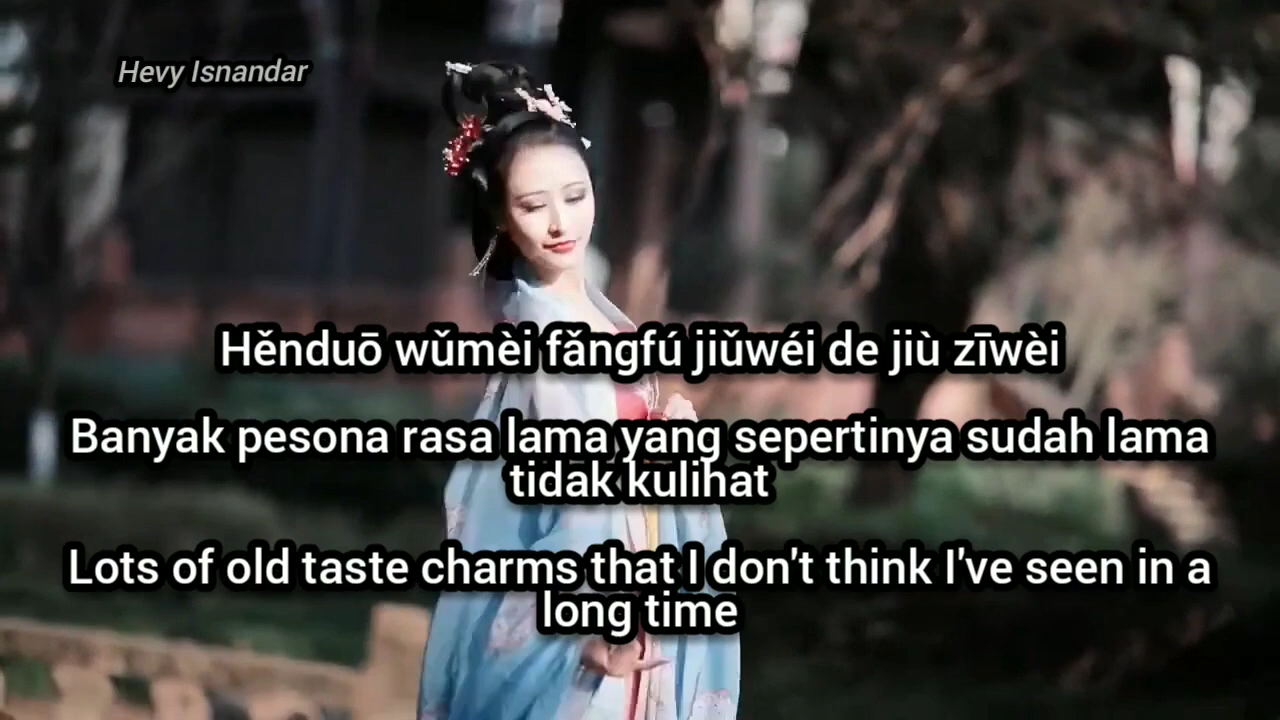 Hevy Isnandar
Hěnduō wǔmèi fǎngfú jiǔwéi de jiù zīwèi
Banyak pesona rasa lama yang sepertinya sudah lama
tidak kulihat
Lots of old taste charms that I don't think I've seen in a
long time